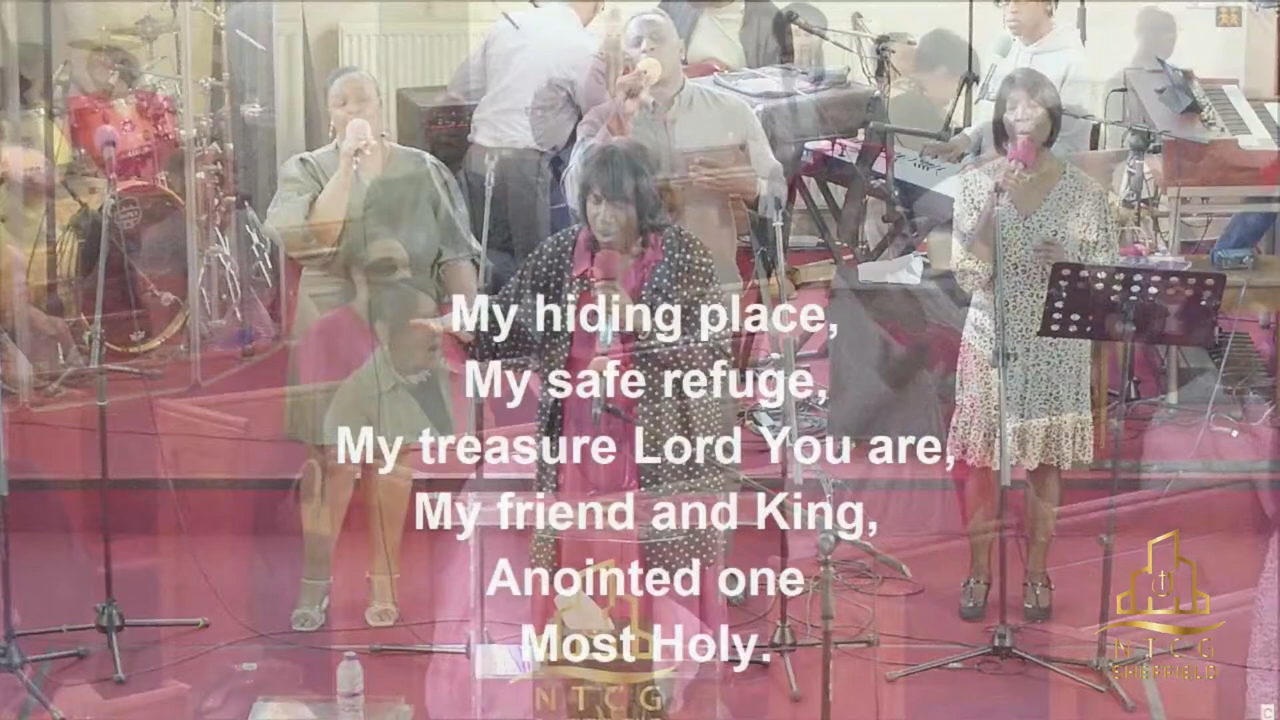 My hiding place,
My safe refuge,
My treasure Lord You are,
My friend and King,
Anointed one
Most Holy.
NTCG
NTCG
SHEFFIELD